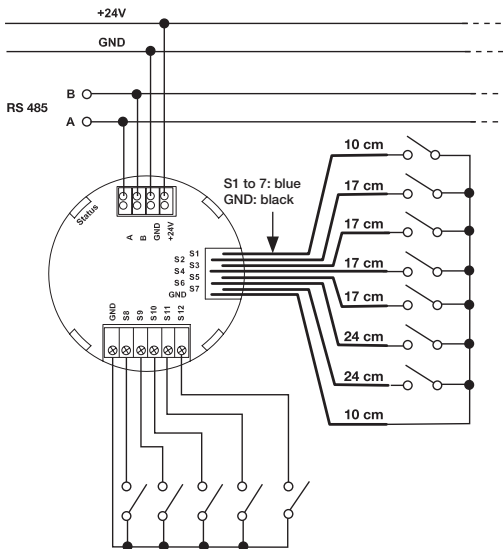 +24V
GND
B
RS 485
A
10 cm
S1 to 7: blue
GND: black
17 cm
17 cm
17 cm
17 cm
24 cm
24 cm
10 cm
Status
A
B
GND
+24V
S1
S2
S3
S4
S5
S6
S7
GND
GND
S8
S9
S10
S11
S12